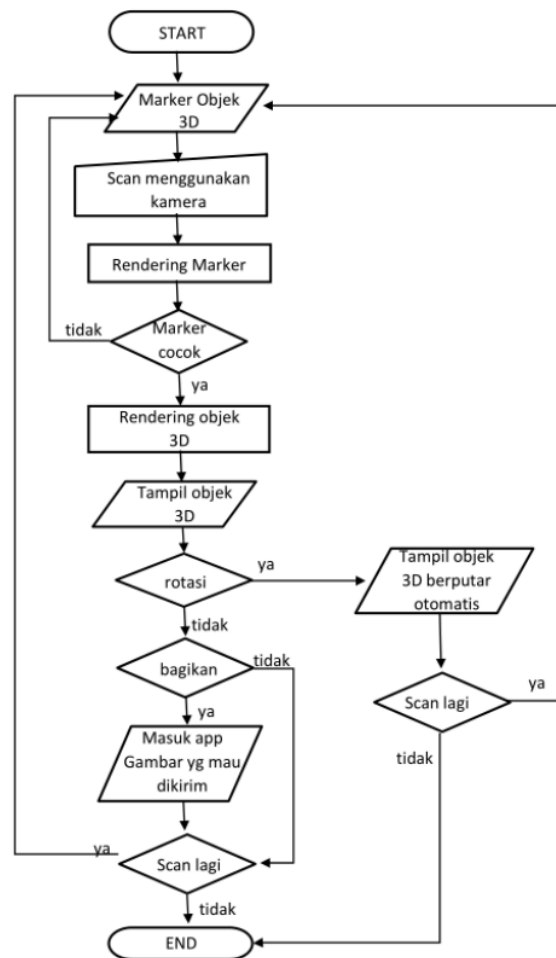 START
Marker Objek
3D
Scan menggunakan
kamera
Rendering Marker
tidak
Marker
cocok
ya
Rendering objek
3D
Tampil objek
3D
rotasi
ya
Tampil objek
3D berputar
otomatis
tidak
bagikan
tidak
ya
Scan lagi
ya
tidak
Masuk app
Gambar yg mau
dikirim
ya
Scan lagi
tidak
END